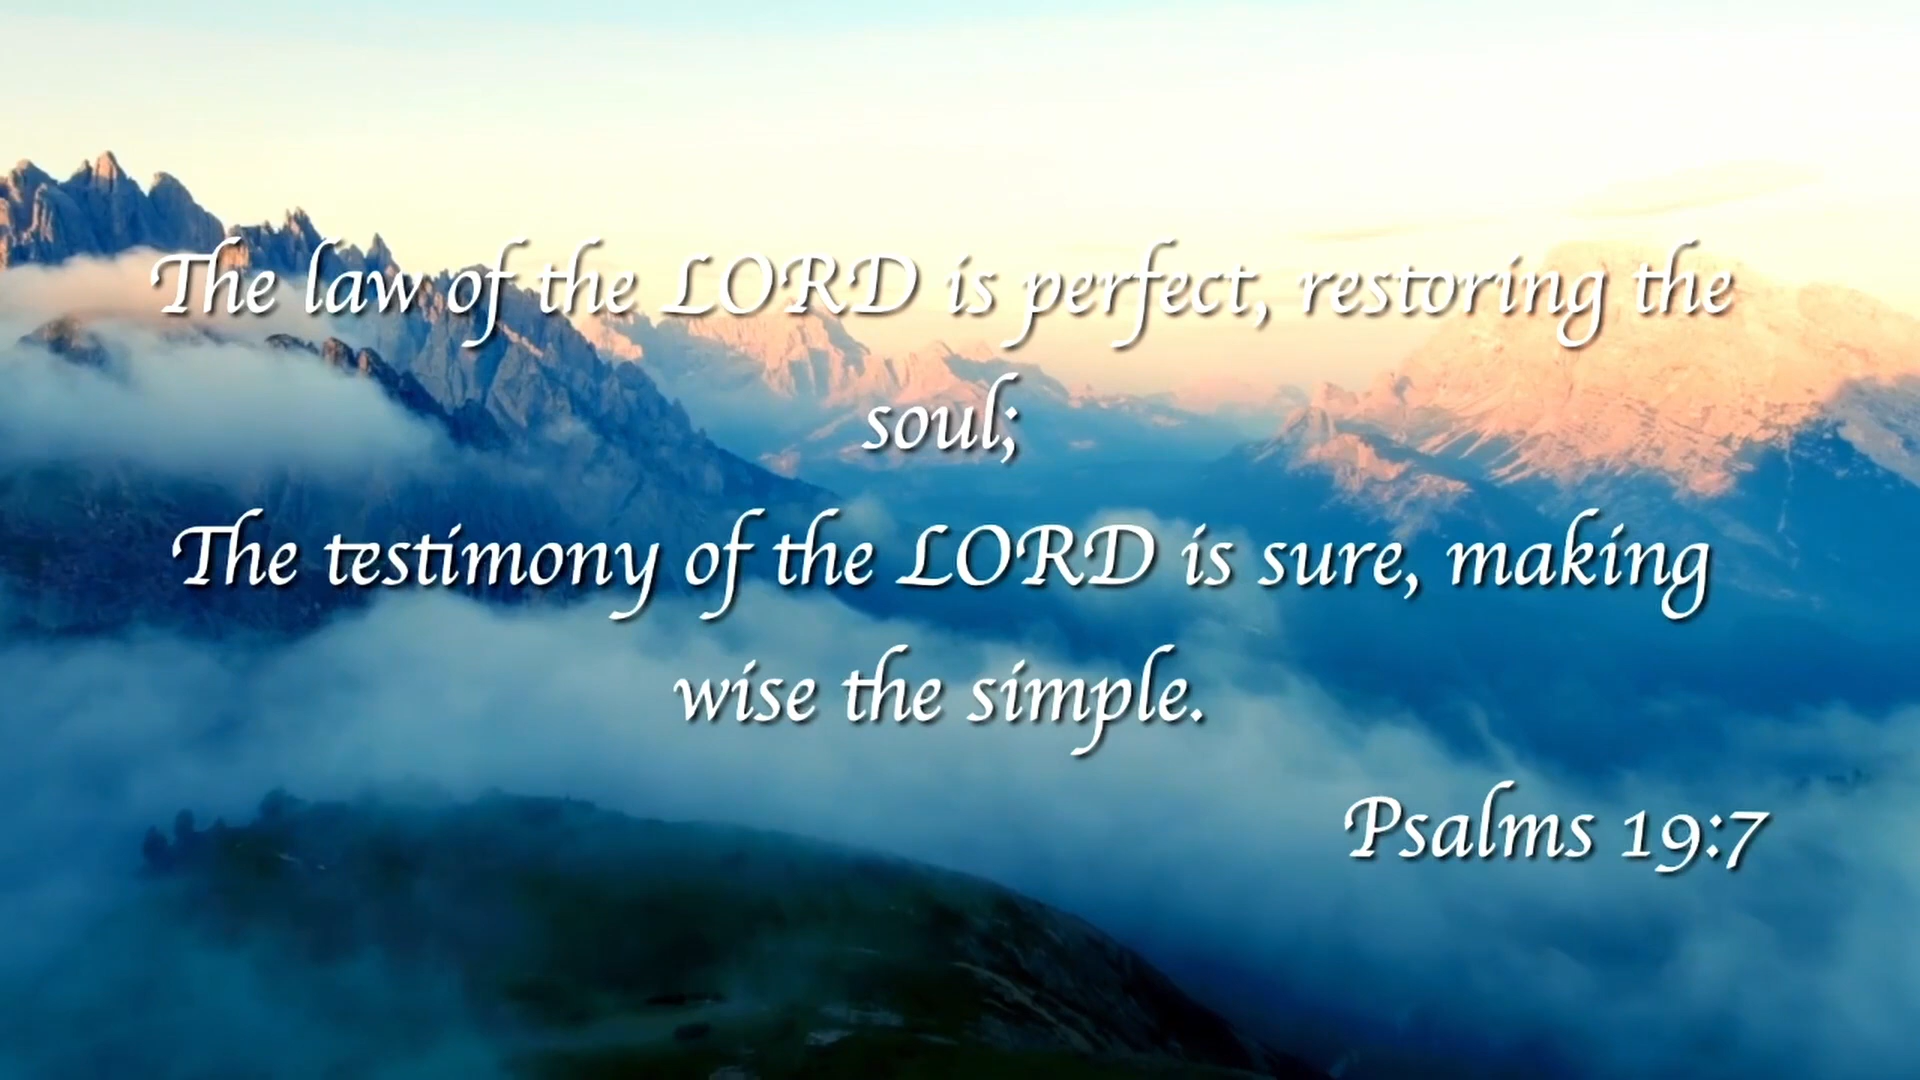 The law of the LORD is perfect, restoring the
soul;
The testimony of the LORD is sure, making
wise the simple.
Psalms 19:7